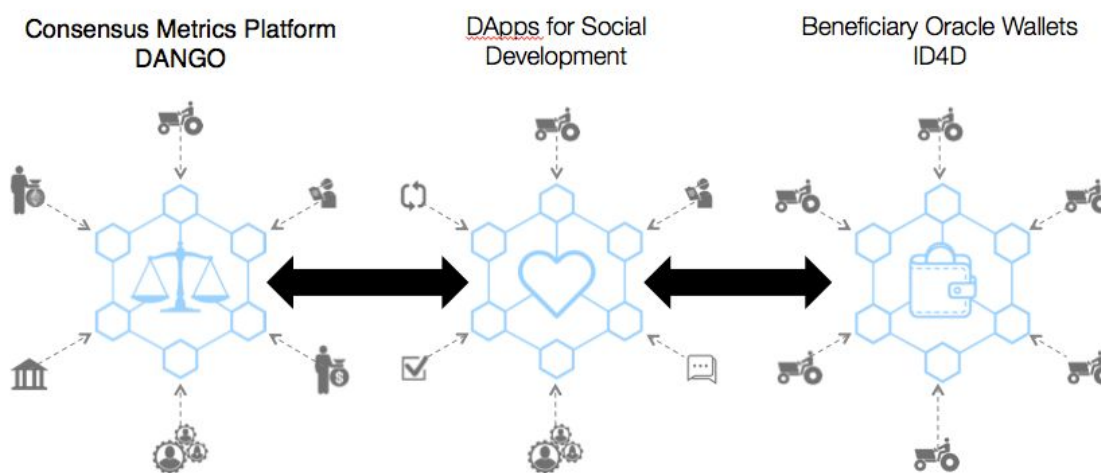 Consensus Metrics Platform
DANGO
DApps for Social
Development
Beneficiary Oracle Wallets
ID4D
$